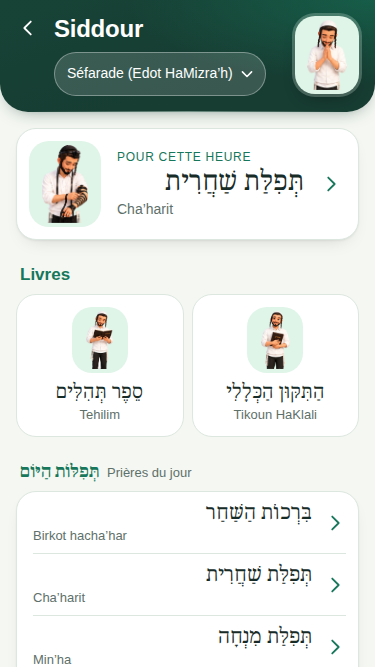 Siddour
Séfarade (Edot HaMizra'h)
POUR CETTE HEURE
תְּפִלַּת שַׁחֲרִית
Cha'harit
Livres
סֵפֶר תְּהִלִּים
Tehilim
הַתִּקּוּן הַכְּלָלִי
Tikoun HaKlali
תְּפִלּוֹת הַיּוֹם Prières du jour
בִּרְכוֹת הַשַּׁחַר
Birkot hacha'har
תְּפִלַּת שַׁחֲרִית
Cha'harit
תְּפִלַּת מִנְחָה
Min'ha